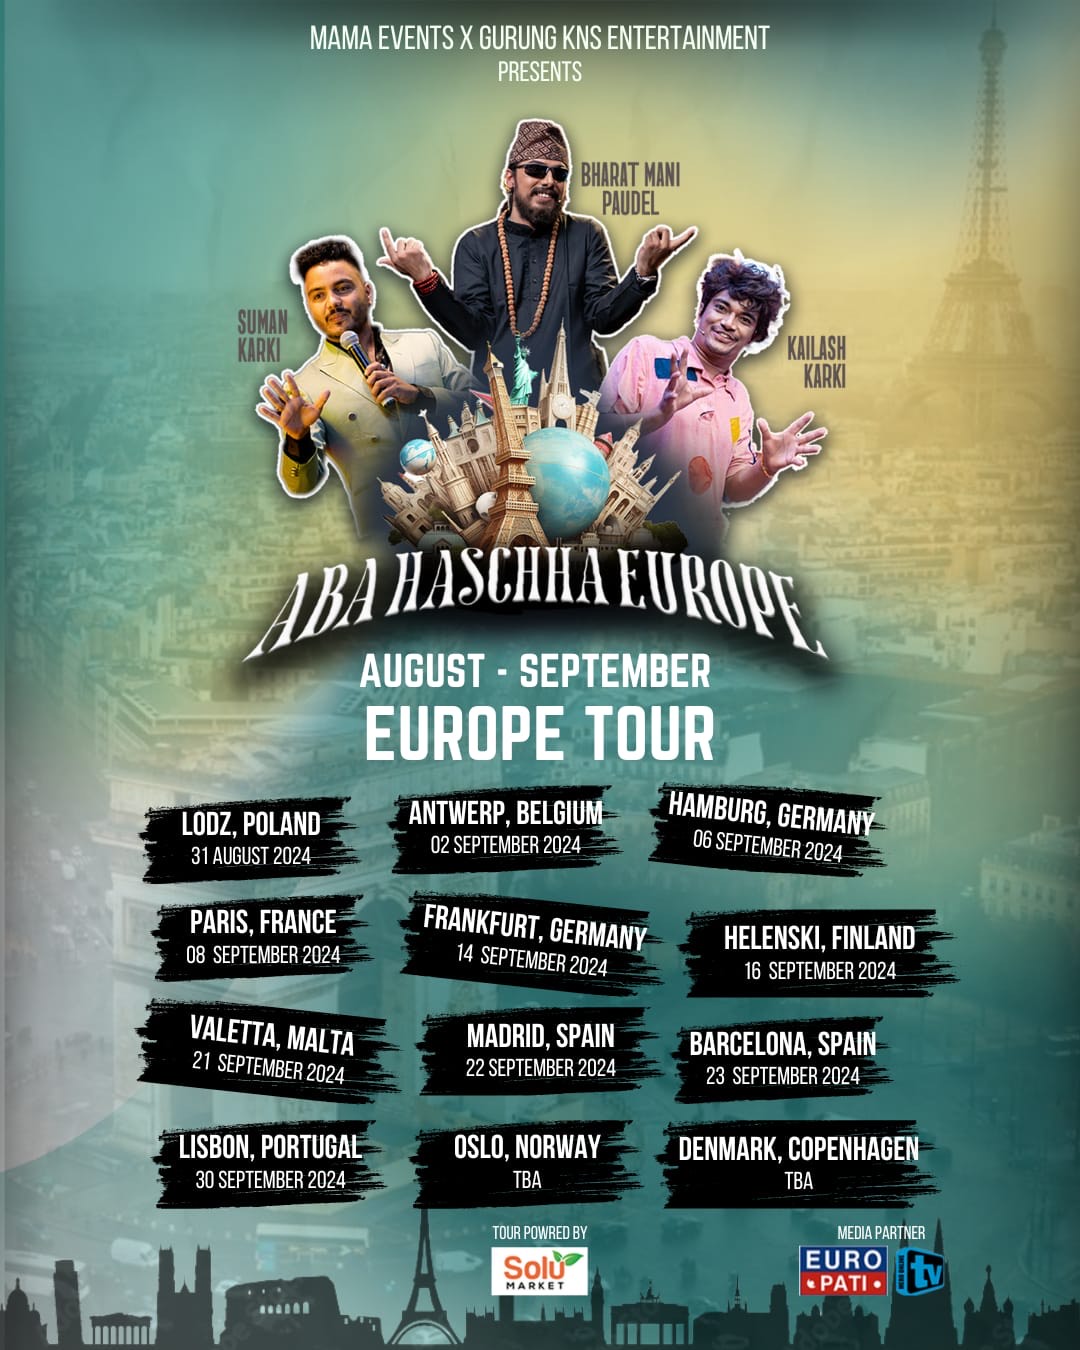 MAMA EVENTS X GURUNG KNS ENTERTAINMENT
PRESENTS
BHARAT MANI
PAUDEL
SUMAN
KARKI
KAILASH
KARKI
ABA HASCHHA EUROPE
AUGUST - SEPTEMBER
EUROPE TOUR
LODZ, POLAND
31 AUGUST 2024
ANTWERP, BELGIUM
02 SEPTEMBER 2024
HAMBURG, GERMANY
06 SEPTEMBER 2024
PARIS, FRANCE
08 SEPTEMBER 2024
FRANKFURT, GERMANY
14 SEPTEMBER 2024
HELENSKI, FINLAND
16 SEPTEMBER 2024
VALETTA, MALTA
21 SEPTEMBER 2024
MADRID, SPAIN
22 SEPTEMBER 2024
BARCELONA, SPAIN
23 SEPTEMBER 2024
LISBON, PORTUGAL
30 SEPTEMBER 2024
OSLO, NORWAY
TBA
DENMARK, COPENHAGEN
TBA
TOUR POWRED BY
Solu
MARKET
MEDIA PARTNER
EURO
PATI
tv